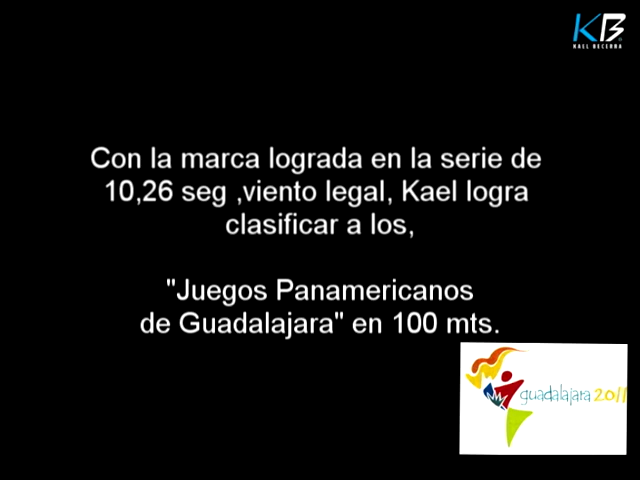 KB
KAEL BECERRA
Con la marca lograda en la serie de
10,26 seg ,viento legal, Kael logra
clasificar a los,
"Juegos Panamericanos
de Guadalajara" en 100 mts.
guadalajara 2011